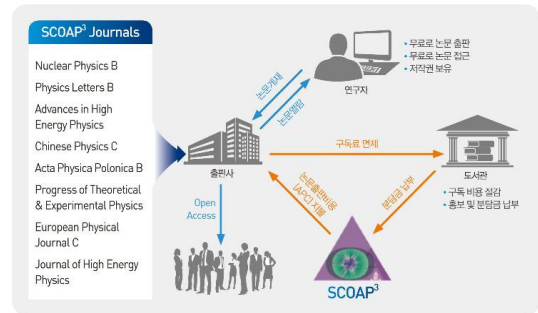 SCOAP³ Journals
Nuclear Physics B
Physics Letters B
Advances in High
Energy Physics
Chinese Physics C
Acta Physica Polonica B
Progress of Theoretical
& Experimental Physics
European Physical
Journal C
Journal of High Energy
Physics
• 무료로 논문 출판
• 무료로 논문 접근
• 저작권 보유
연구자
논문게재
논문열람
출판사
구독료 면제
도서관
• 구독 비용 절감
• 홍보 및 분담금 납부
Open
Access
논문출판비용
(APC) 지불
분담금 납부
SCOAP³